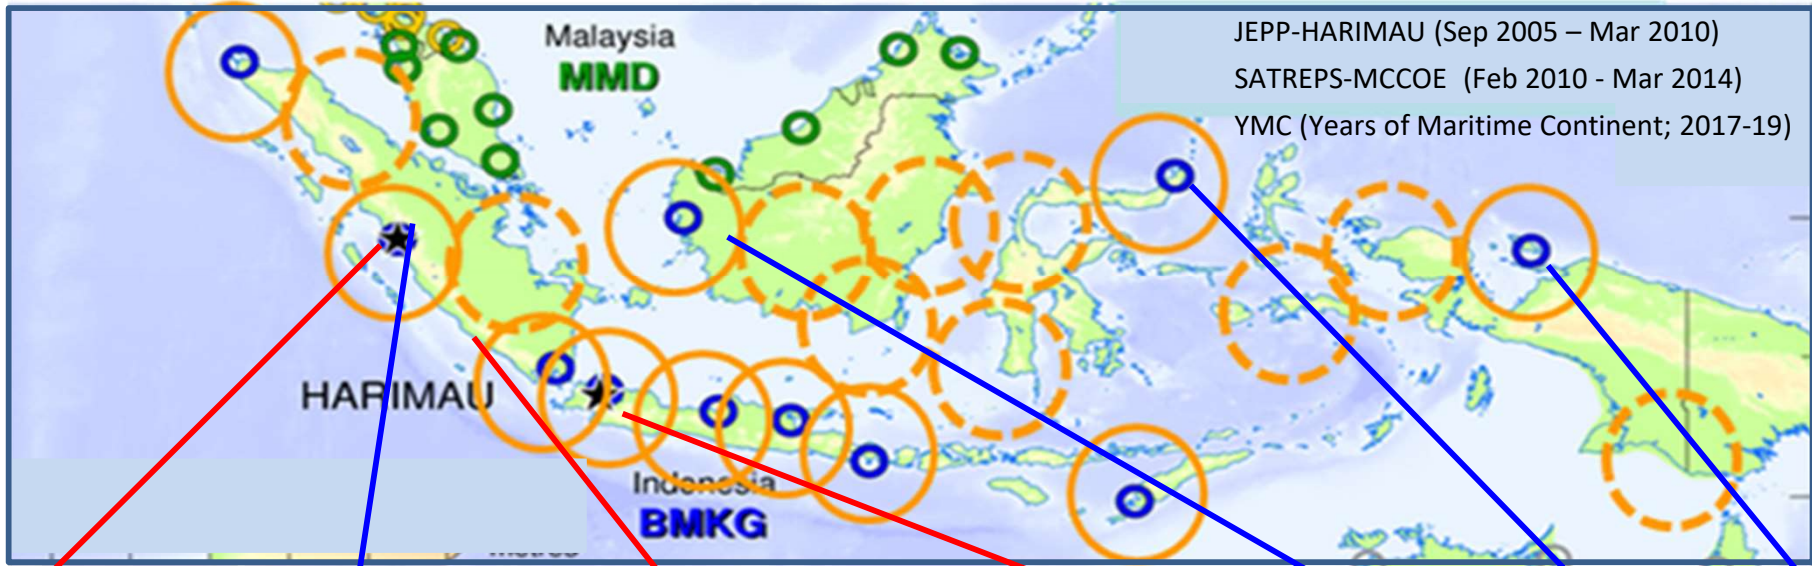 Malaysia
MMD
JEPP-HARIMAU (Sep 2005 – Mar 2010)
SATREPS-MCCOE (Feb 2010 - Mar 2014)
YMC (Years of Maritime Continent; 2017-19)
HARIMAU
Indonesia
BMKG